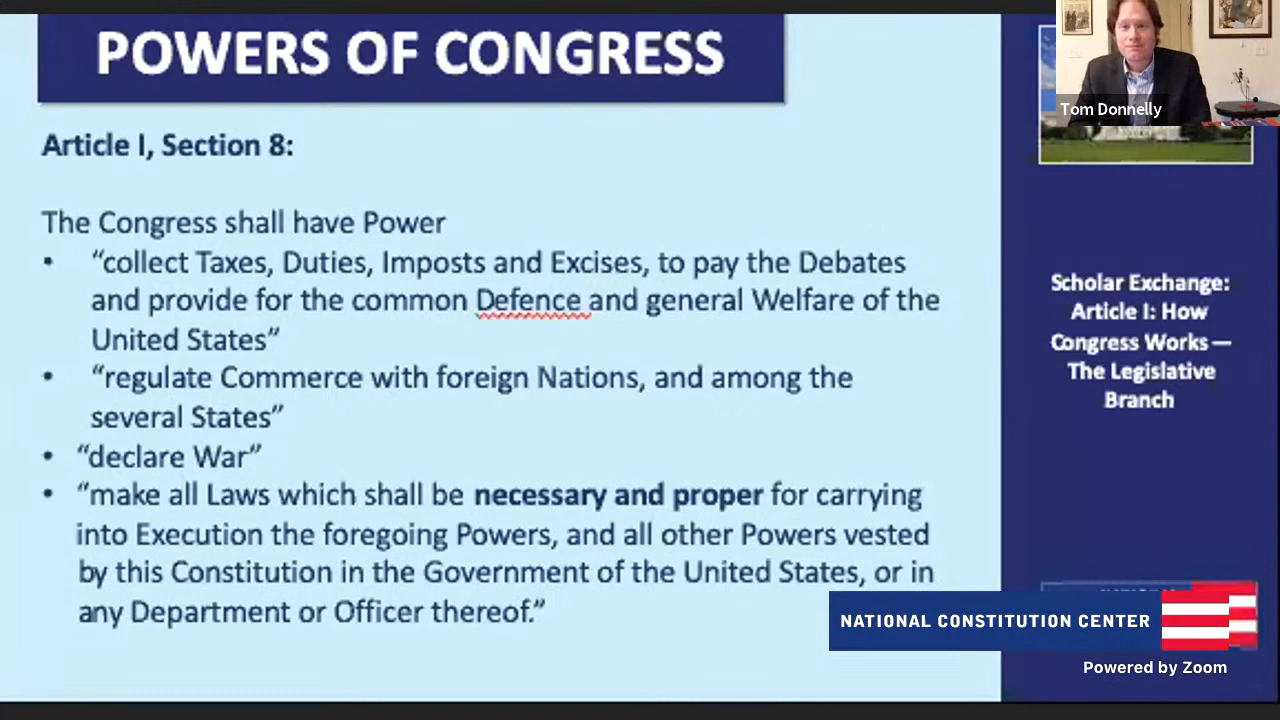 POWERS OF CONGRESS
Tom Donnelly
Article I, Section 8:
The Congress shall have Power
• “collect Taxes, Duties, Imposts and Excises, to pay the Debates
and provide for the common Defence and general Welfare of the
United States”
• “regulate Commerce with foreign Nations, and among the
several States”
• “declare War”
• “make all Laws which shall be necessary and proper for carrying
into Execution the foregoing Powers, and all other Powers vested
by this Constitution in the Government of the United States, or in
any Department or Officer thereof.”
Scholar Exchange:
Article I: How
Congress Works—
The Legislative
Branch
NATIONAL CONSTITUTION CENTER
Powered by Zoom